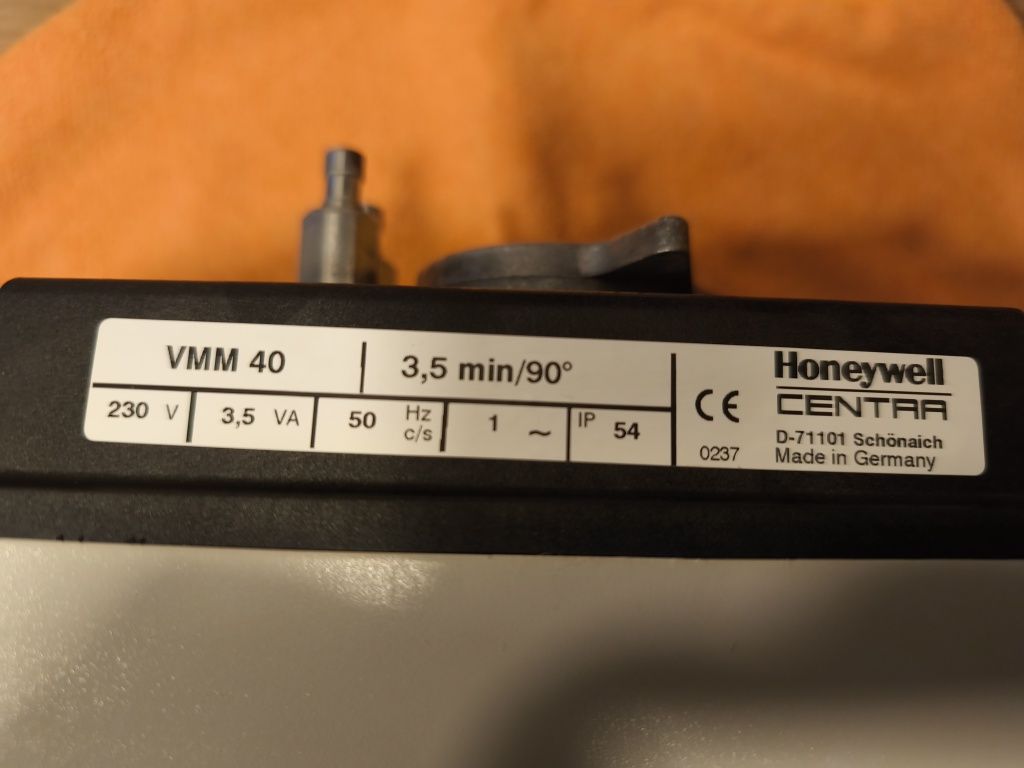 VMM 40
3,5 min/90°
230 V
3,5 VA
50 Hz c/s
1 ~
IP 54
CE
0237
Honeywell
CENTRA
D-71101 Schönaich
Made in Germany